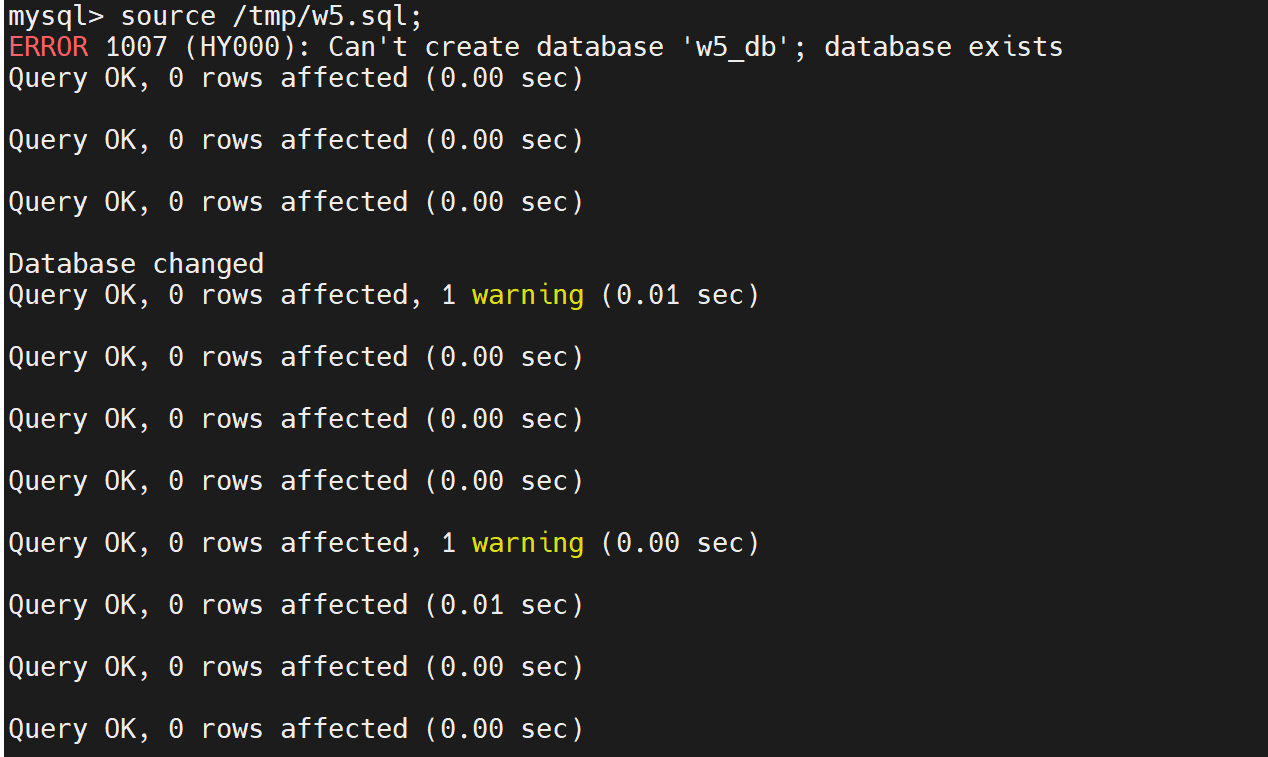 mysql> source /tmp/w5.sql;
ERROR 1007 (HY000): Can't create database 'w5_db'; database exists
Query OK, 0 rows affected (0.00 sec)
Query OK, 0 rows affected (0.00 sec)
Query OK, 0 rows affected (0.00 sec)
Database changed
Query OK, 0 rows affected, 1 warning (0.01 sec)
Query OK, 0 rows affected (0.00 sec)
Query OK, 0 rows affected (0.00 sec)
Query OK, 0 rows affected (0.00 sec)
Query OK, 0 rows affected, 1 warning (0.00 sec)
Query OK, 0 rows affected (0.01 sec)
Query OK, 0 rows affected (0.00 sec)
Query OK, 0 rows affected (0.00 sec)